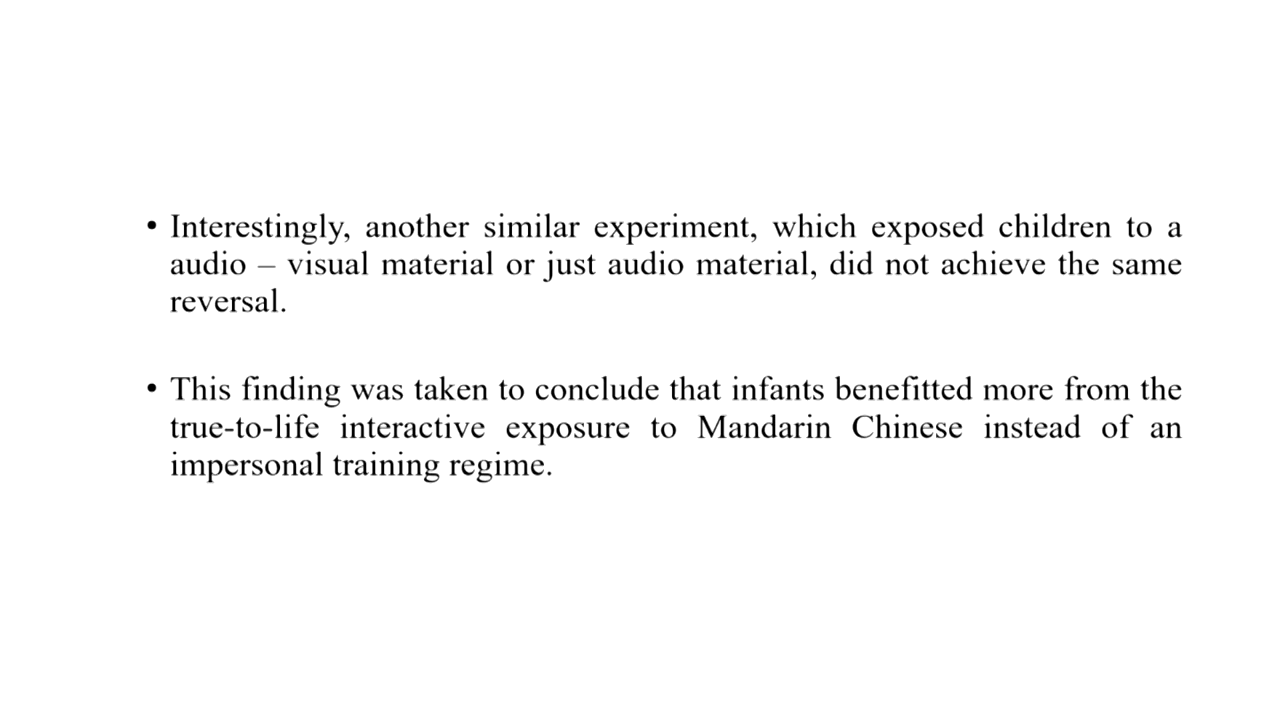 • Interestingly, another similar experiment, which exposed children to a
audio – visual material or just audio material, did not achieve the same
reversal.
• This finding was taken to conclude that infants benefitted more from the
true-to-life interactive exposure to Mandarin Chinese instead of an
impersonal training regime.